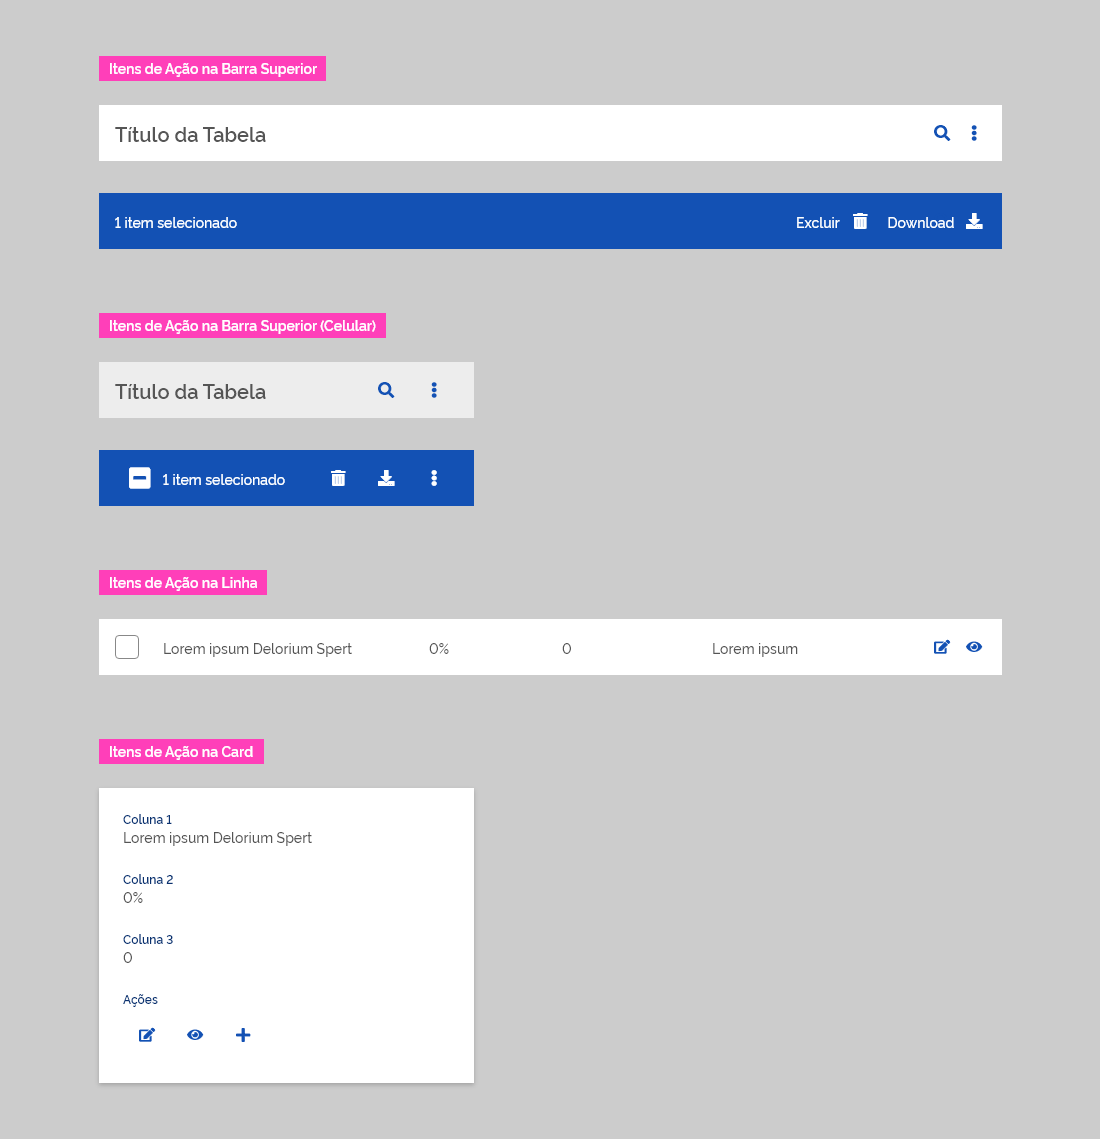 Itens de Ação na Barra Superior
Título da Tabela
1 item selecionado Excluir Download
Itens de Ação na Barra Superior (Celular)
Título da Tabela
1 item selecionado
Itens de Ação na Linha
Lorem ipsum Delorium Spert 0% 0 Lorem ipsum
Itens de Ação na Card
Coluna 1
Lorem ipsum Delorium Spert
Coluna 2
0%
Coluna 3
0
Ações